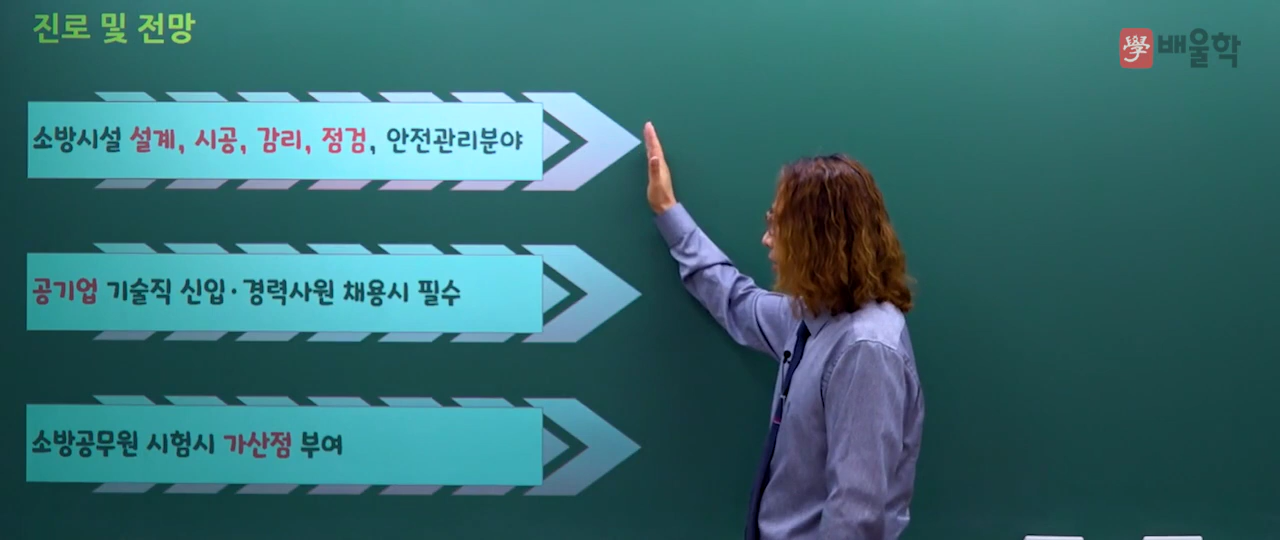 진로 및 전망
學 배울학
소방시설 설계, 시공, 감리, 점검, 안전관리분야
공기업 기술직 신입·경력사원 채용시 필수
소방공무원 시험시 가산점 부여